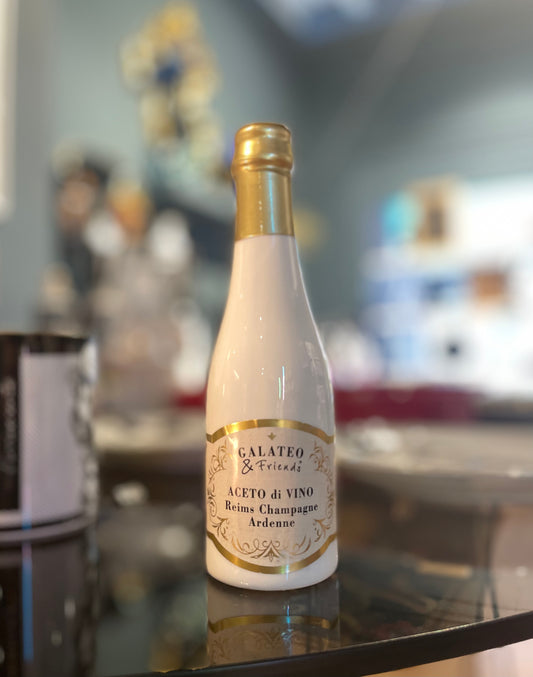 GALATEO
& Friends
ACETO di VINO
Reims Champagne
Ardenne